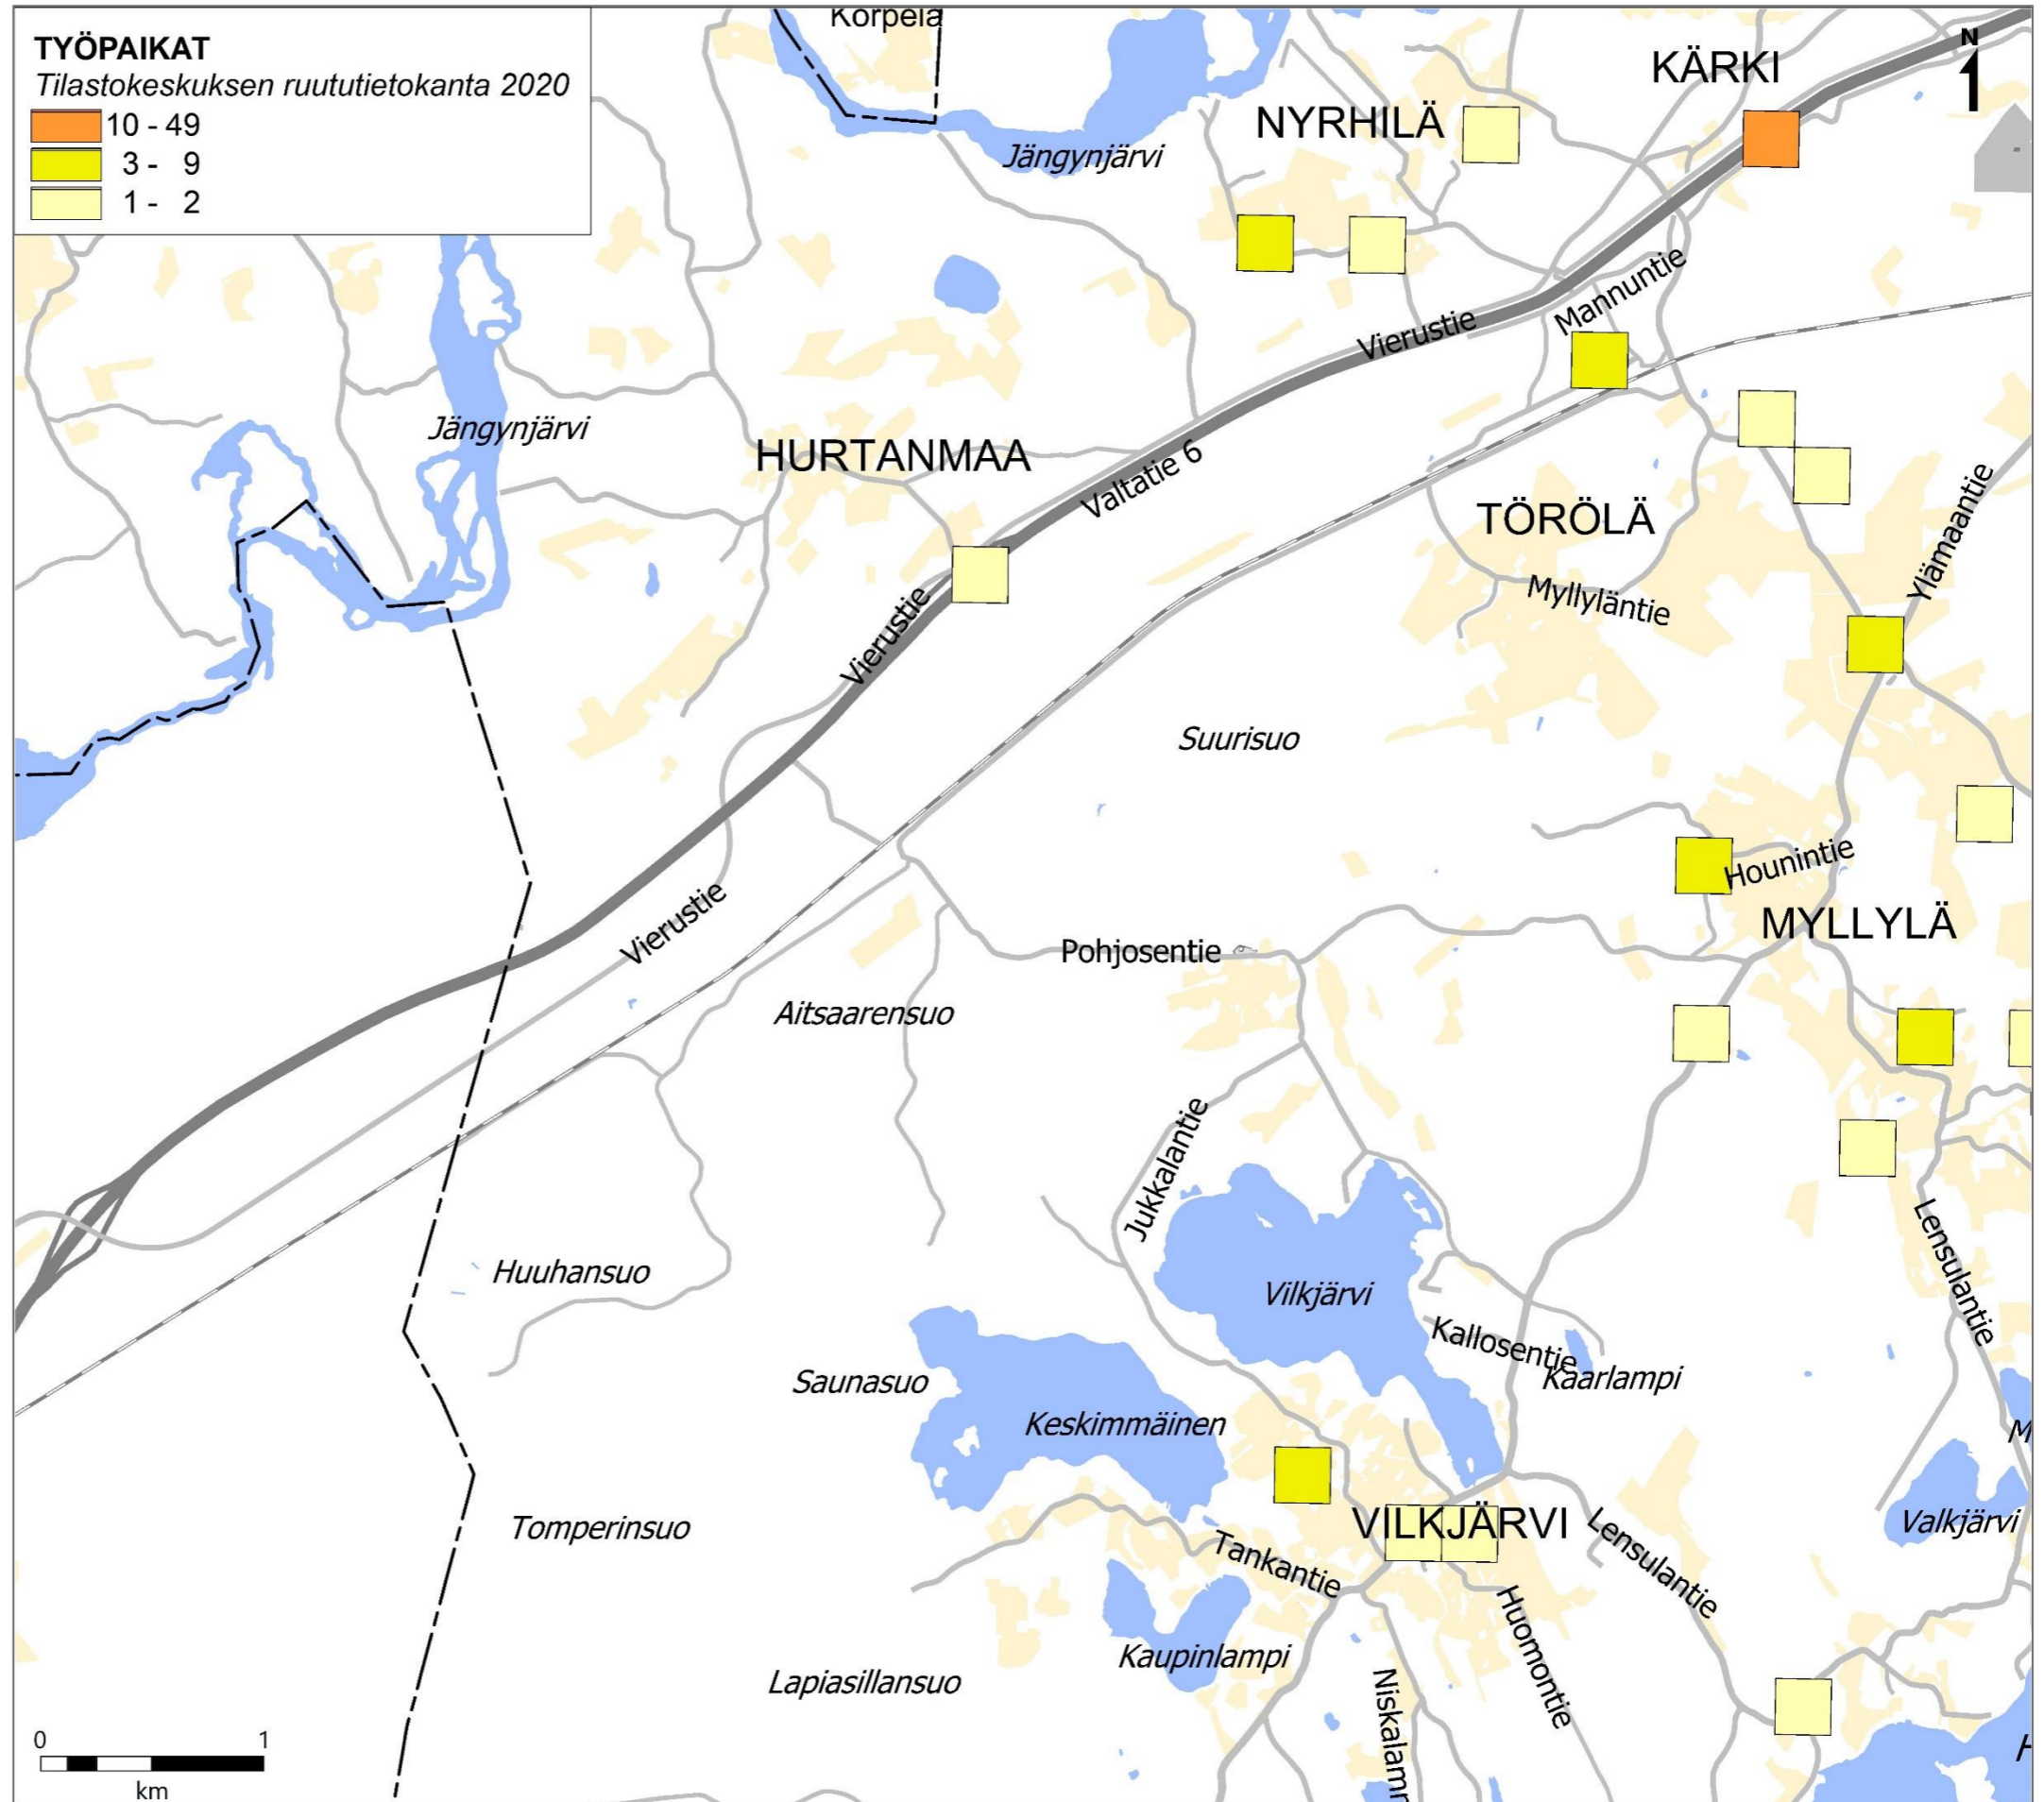 TYÖPAIKAT
Tilastokeskuksen ruututietokanta 2020
10 - 49
3 - 9
1 - 2
Korpela
N
KÄRKI
NYRHILÄ
Jängynjärvi
Mannuntie
Vierustie
Jängynjärvi
HURTANMAA
Valtatie 6
TÖRÖLÄ
Ylämaantie
Myllyläntie
Vierustie
Suurisuo
Hounintie
Vierustie
MYLLYLÄ
Pohjosentie
Aitsaarensuo
Jukkalantie
Huuhansuo
Vilkjärvi
Lensulantie
Kallosentie
Kaarlampi
Saunasuo
Keskimmäinen
M
Tomperinsuo
VILKJÄRVI
Valkjärvi
Tankantie
Lensulantie
Huomontie
Kaupinlampi
Lapiasillansuo
Niskalam
0 1
km